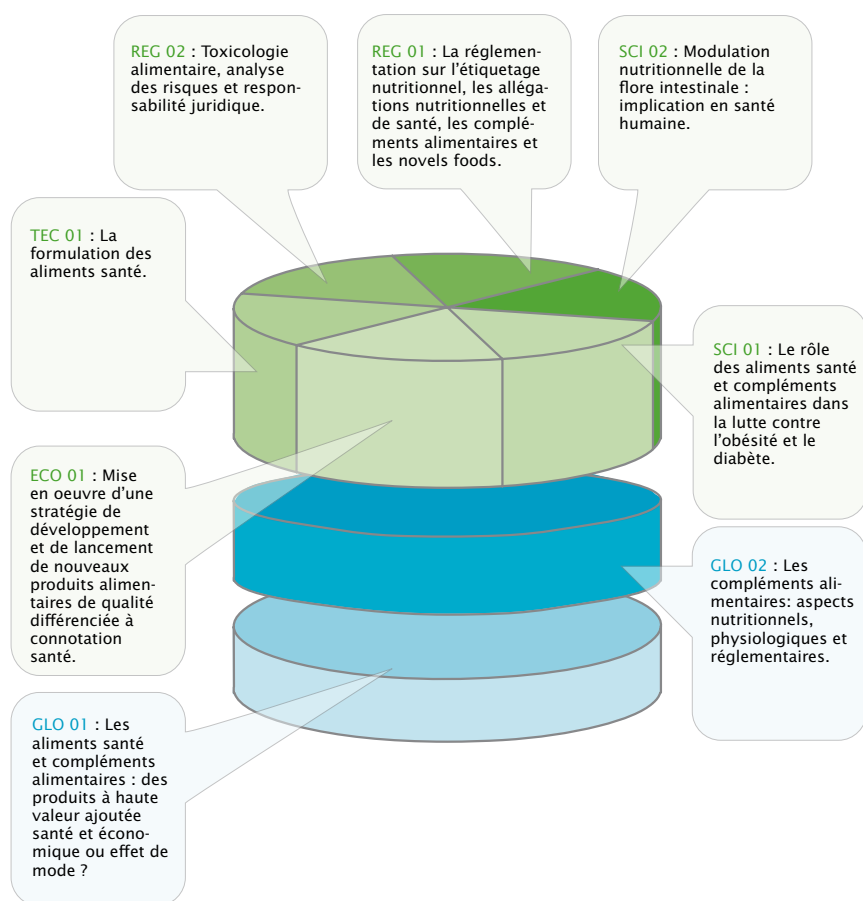 REG 02 : Toxicologie
alimentaire, analyse
des risques et respon-
sabilité juridique.
REG 01 : La réglemen-
tation sur l'étiquetage
nutritionnel, les alléga-
tions nutritionnelles et
de santé, les complé-
ments alimentaires et
les novels foods.
SCI 02 : Modulation
nutritionnelle de la
flore intestinale :
implication en santé
humaine.
TEC 01 : La
formulation des
aliments santé.
SCI 01 : Le rôle
des aliments santé
et compléments
alimentaires dans
la lutte contre
l'obésité et le
diabète.
ECO 01 : Mise
en oeuvre d'une
stratégie de
développement
et de lancement
de nouveaux
produits alimen-
taires de qualité
différenciée à
connotation
santé.
GLO 02 : Les
compléments ali-
mentaires: aspects
nutritionnels,
physiologiques et
réglementaires.
GLO 01 : Les
aliments santé
et compléments
alimentaires : des
produits à haute
valeur ajoutée
santé et écono-
mique ou effet de
mode ?